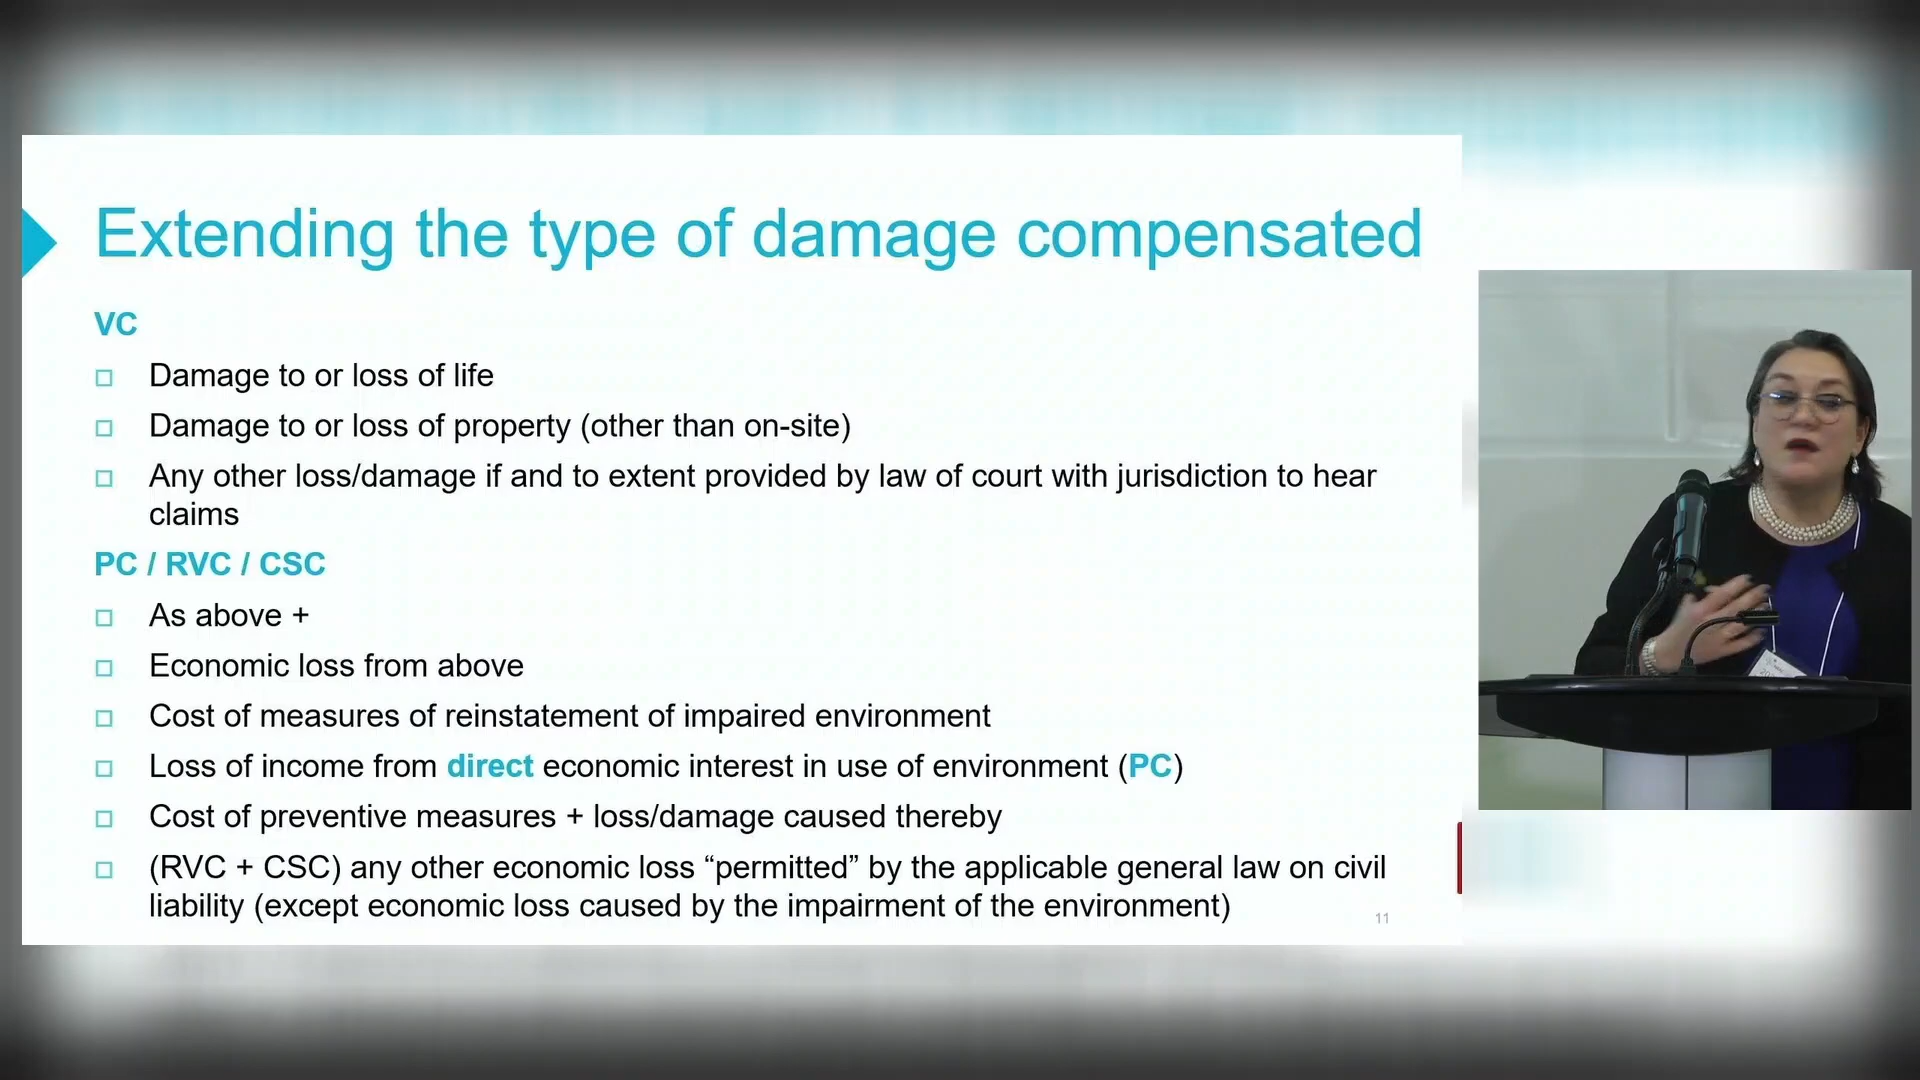 Extending the type of damage compensated
VC
Damage to or loss of life
Damage to or loss of property (other than on-site)
Any other loss/damage if and to extent provided by law of court with jurisdiction to hear
claims
PC / RVC / CSC
As above +
Economic loss from above
Cost of measures of reinstatement of impaired environment
Loss of income from direct economic interest in use of environment (PC)
Cost of preventive measures + loss/damage caused thereby
(RVC + CSC) any other economic loss “permitted” by the applicable general law on civil
liability (except economic loss caused by the impairment of the environment)
11